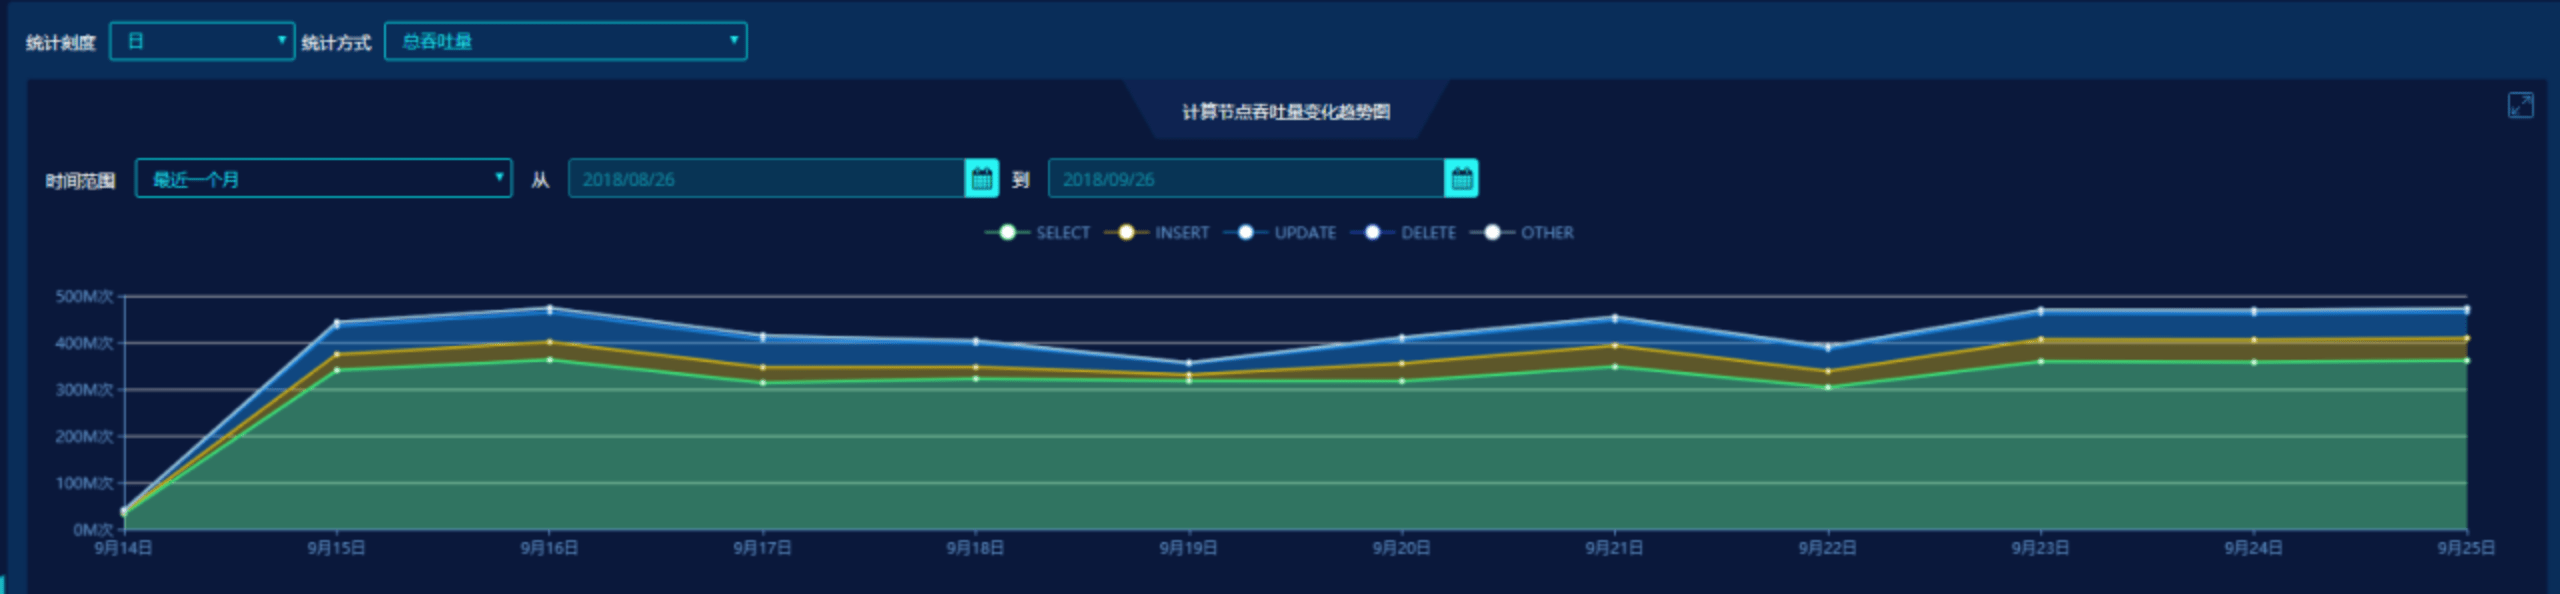 统计刻度 日 统计方式 总吞吐量
计算节点吞吐量变化趋势图
时间范围 最近一个月 从 2018/08/26 到 2018/09/26
SELECT INSERT UPDATE DELETE OTHER
500M次
400M次
300M次
200M次
100M次
0M次
9月14日 9月15日 9月16日 9月17日 9月18日 9月19日 9月20日 9月21日 9月22日 9月23日 9月24日 9月25日